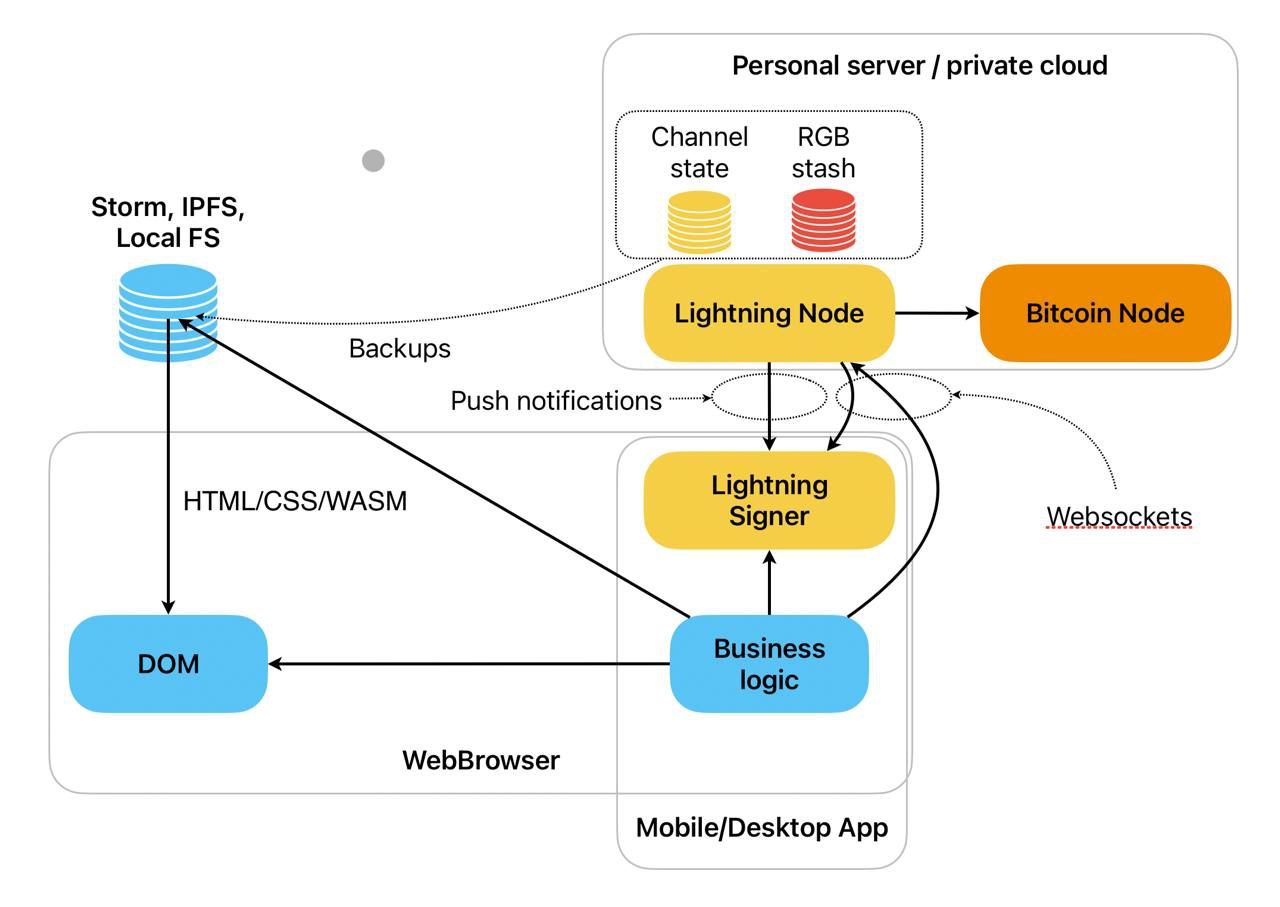 Personal server / private cloud
Channel
state
RGB
stash
Storm, IPFS,
Local FS
Lightning Node
Bitcoin Node
Backups
Push notifications
Lightning
Signer
HTML/CSS/WASM
Websockets
DOM
Business
logic
WebBrowser
Mobile/Desktop App